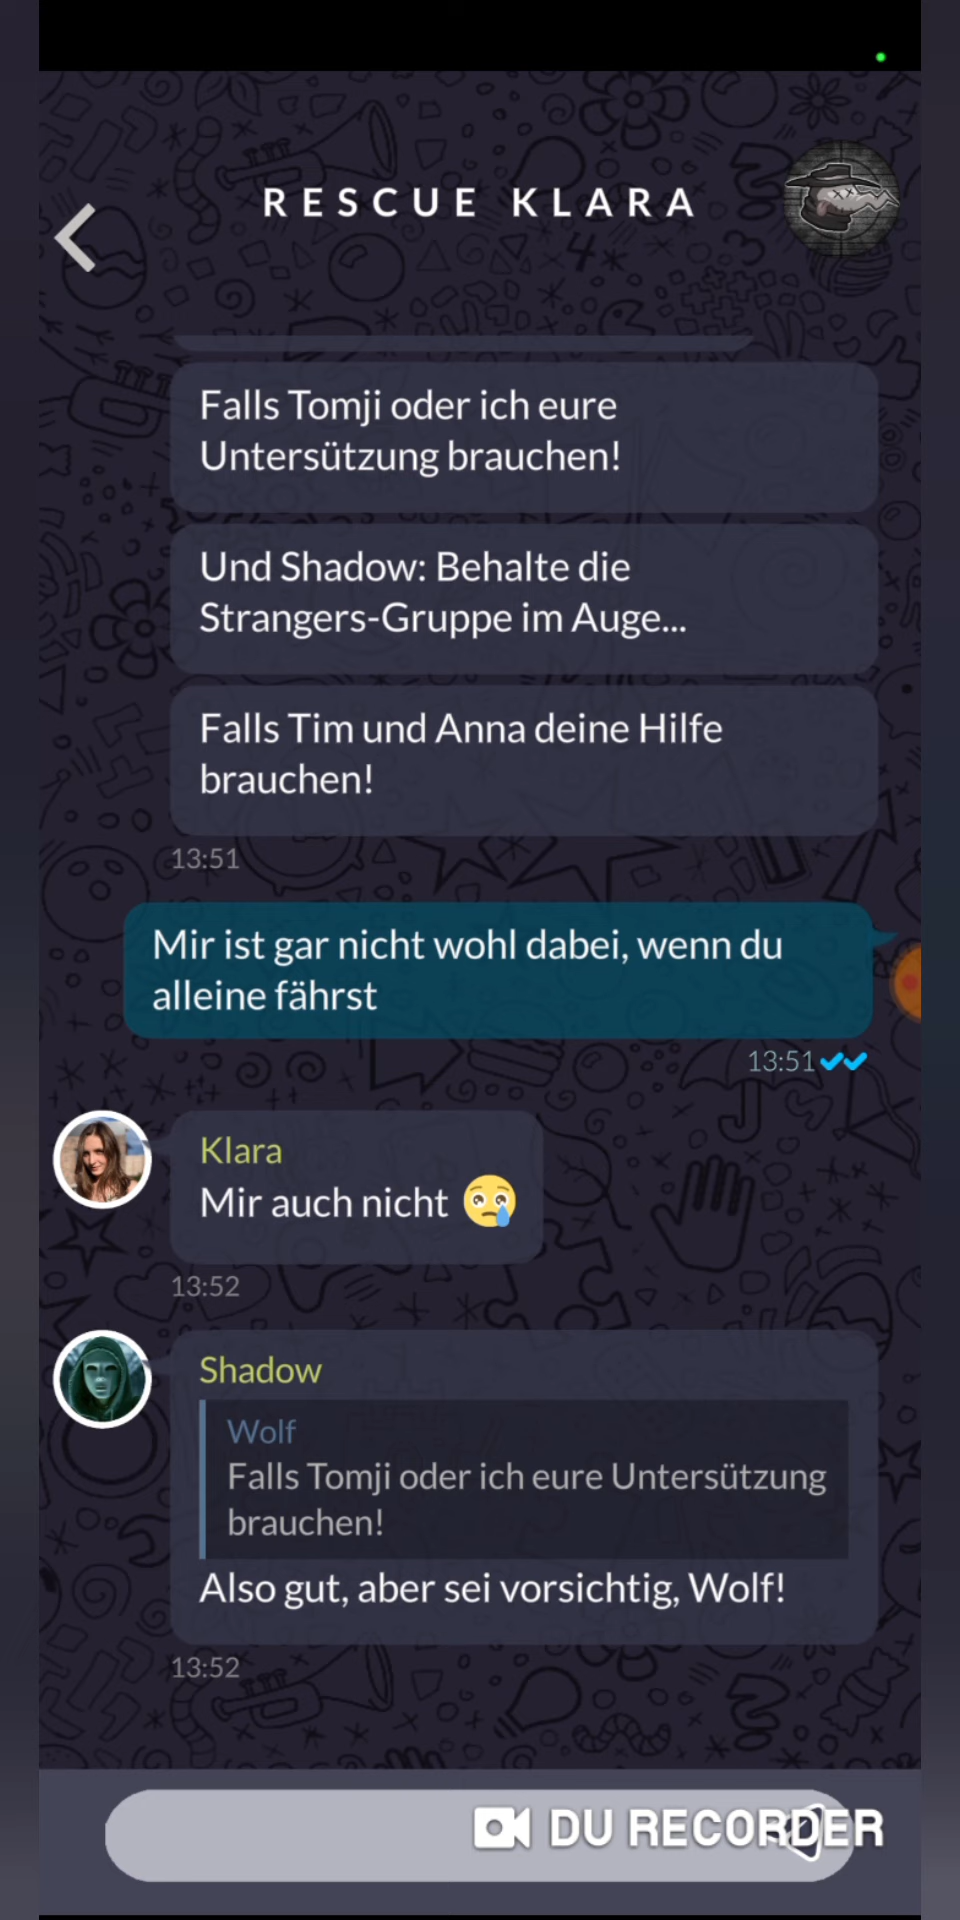 RESCUE KLARA
Falls Tomji oder ich eure
Untersützung brauchen!
Und Shadow: Behalte die
Strangers-Gruppe im Auge...
Falls Tim und Anna deine Hilfe
brauchen!
13:51
Mir ist gar nicht wohl dabei, wenn du
alleine fährst
13:51
Klara
Mir auch nicht 😢
13:52
Shadow
Wolf
Falls Tomji oder ich eure Untersützung
brauchen!
Also gut, aber sei vorsichtig, Wolf!
13:52
DU RECORDER